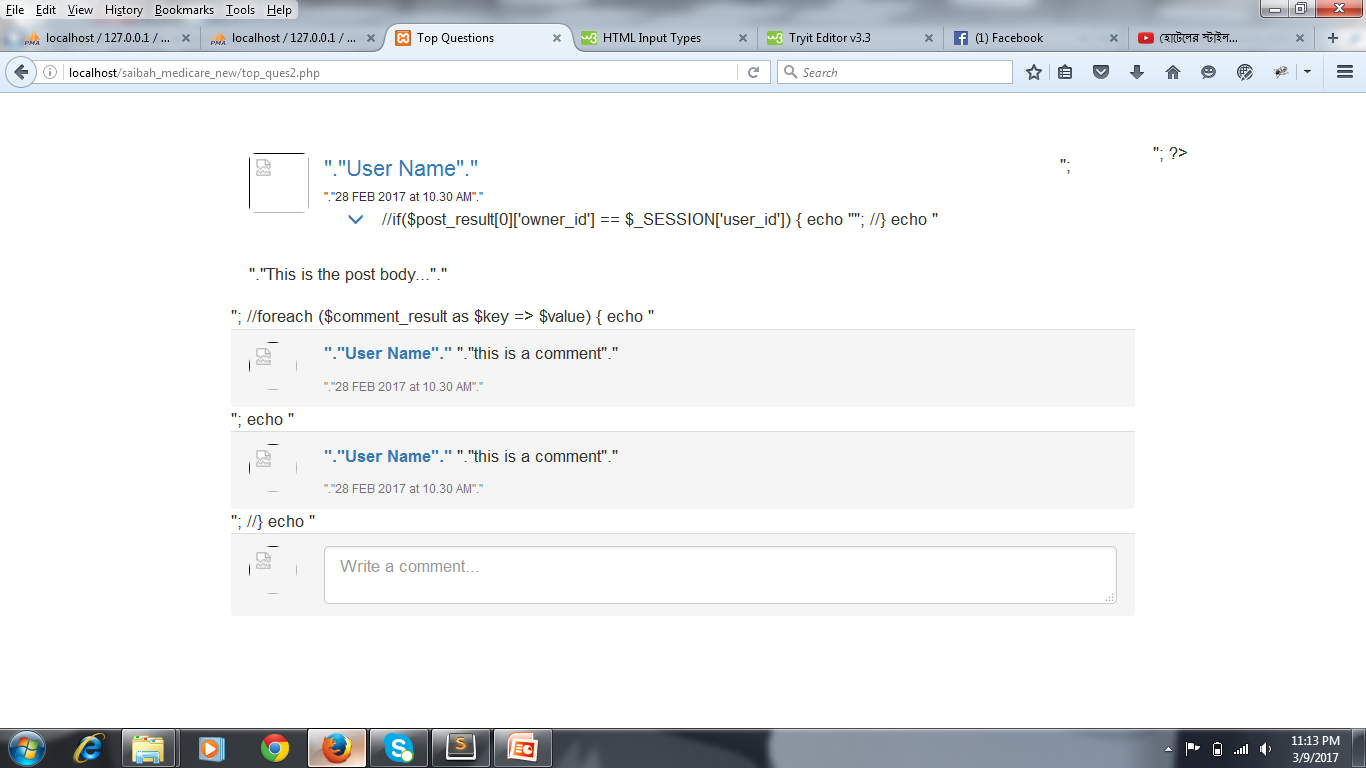 File Edit View History Bookmarks Tools Help
PMA localhost / 127.0.0.1 / ... PMA localhost / 127.0.0.1 / ... Top Questions w3 HTML Input Types w3 Tryit Editor v3.3 (1) Facebook হোটেলের স্টাইল...
localhost/saibah_medicare_new/top_ques2.php Search
"."User Name"." "; "; ?>
"."28 FEB 2017 at 10.30 AM"."
//if($post_result[0]['owner_id'] == $_SESSION['user_id']) { echo ""; //} echo "
"."This is the post body..."."
"; //foreach ($comment_result as $key => $value) { echo "
"."User Name"." "."this is a comment"."
"."28 FEB 2017 at 10.30 AM"."
"; echo "
"."User Name"." "."this is a comment"."
"."28 FEB 2017 at 10.30 AM"."
"; //} echo "
Write a comment...
11:13 PM
3/9/2017